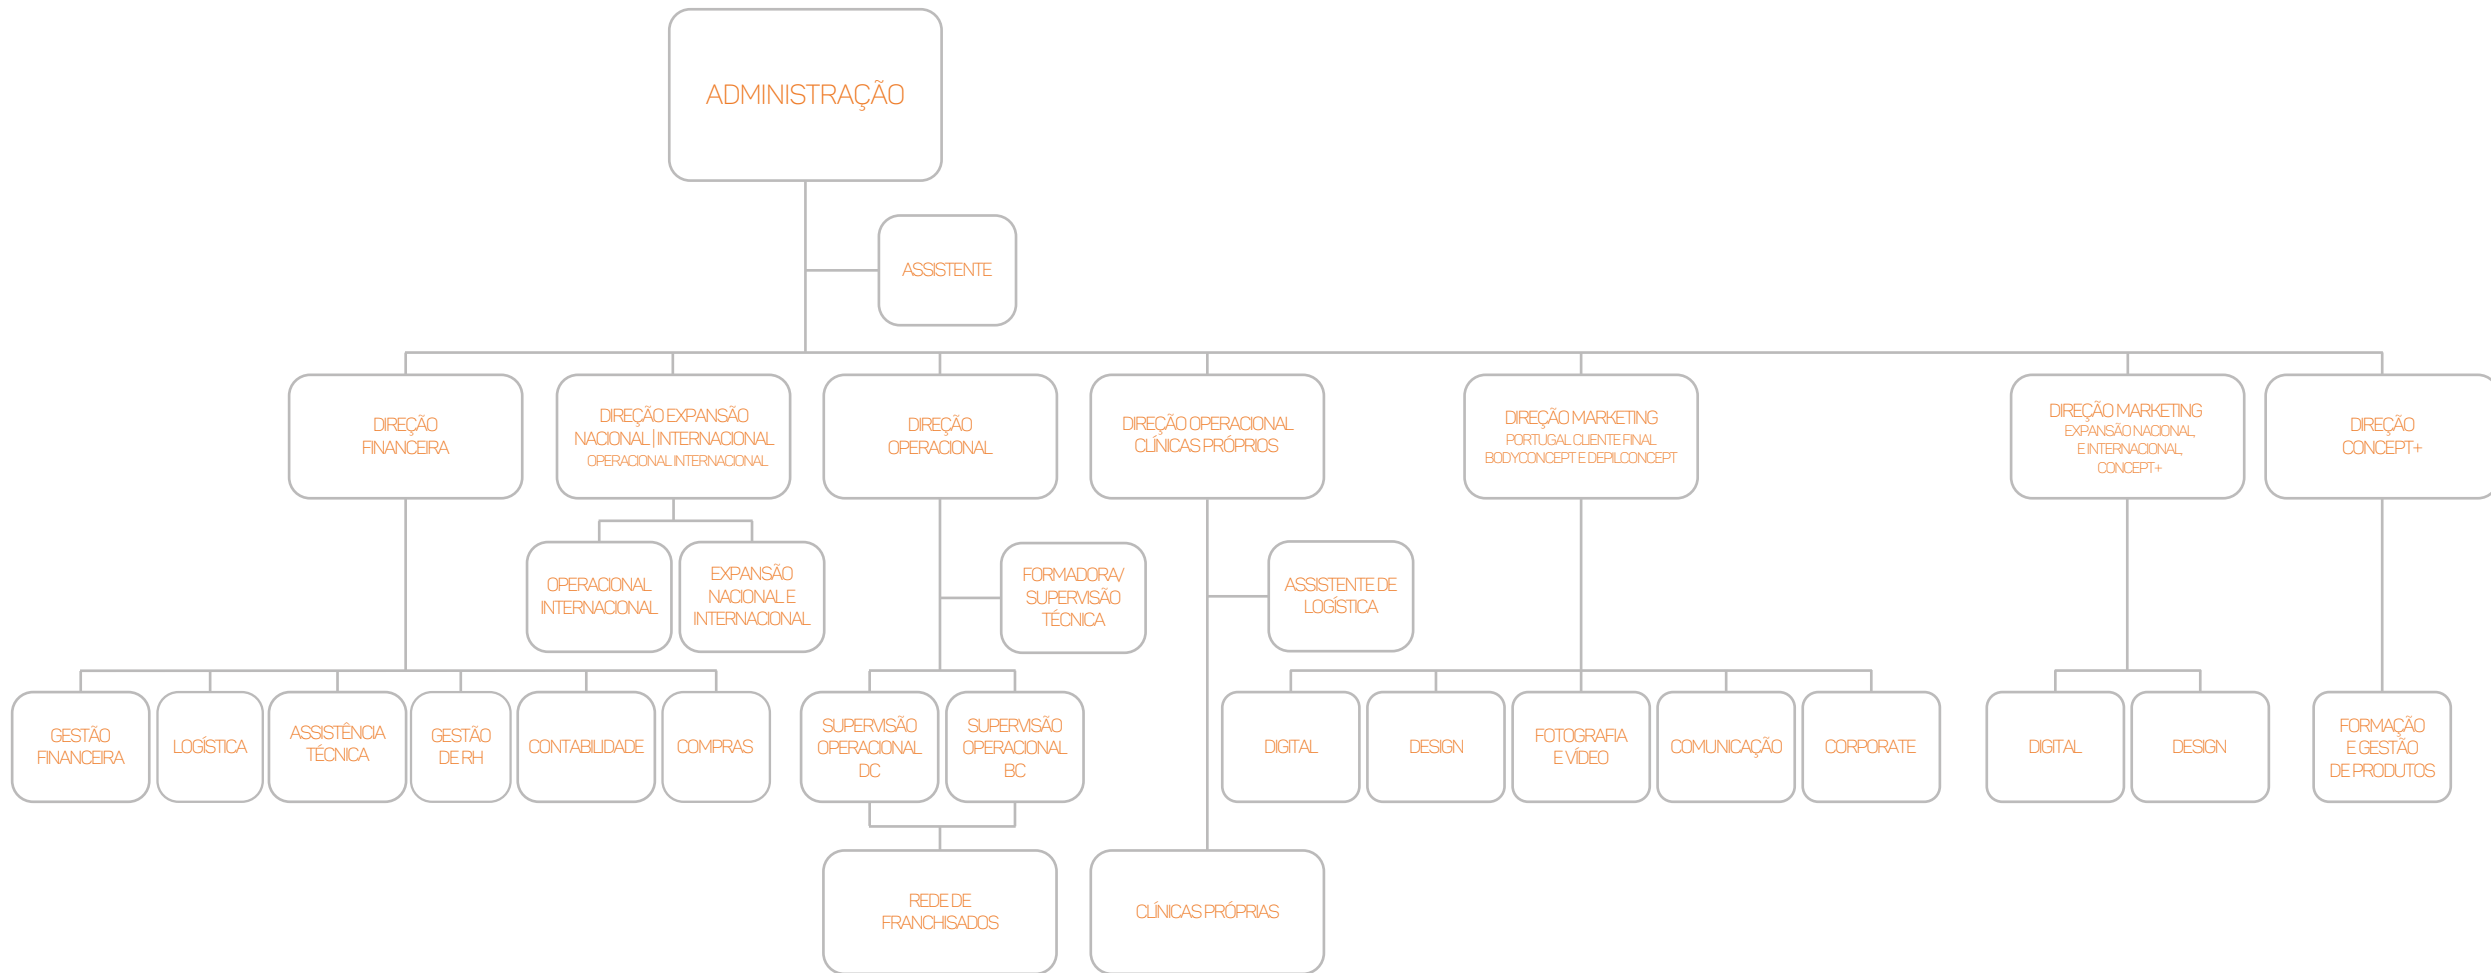 ADMINISTRAÇÃO
ASSISTENTE
DIREÇÃO
FINANCEIRA
DIREÇÃO EXPANSÃO
NACIONAL | INTERNACIONAL
OPERACIONAL INTERNACIONAL
DIREÇÃO
OPERACIONAL
DIREÇÃO OPERACIONAL
CLÍNICAS PRÓPRIOS
DIREÇÃO MARKETING
PORTUGAL CLIENTE FINAL
BODYCONCEPT E DEPILCONCEPT
DIREÇÃO MARKETING
EXPANSÃO NACIONAL,
E INTERNACIONAL,
CONCEPT+
DIREÇÃO
CONCEPT+
OPERACIONAL
INTERNACIONAL
EXPANSÃO
NACIONAL E
INTERNACIONAL
FORMADORA/
SUPERVISÃO
TÉCNICA
ASSISTENTE DE
LOGÍSTICA
GESTÃO
FINANCEIRA
LOGÍSTICA
ASSISTÊNCIA
TÉCNICA
GESTÃO
DE RH
CONTABILIDADE
COMPRAS
SUPERVISÃO
OPERACIONAL
DC
SUPERVISÃO
OPERACIONAL
BC
DIGITAL
DESIGN
FOTOGRAFIA
E VÍDEO
COMUNICAÇÃO
CORPORATE
DIGITAL
DESIGN
FORMAÇÃO
E GESTÃO
DE PRODUTOS
REDE DE
FRANCHISADOS
CLÍNICAS PRÓPRIAS